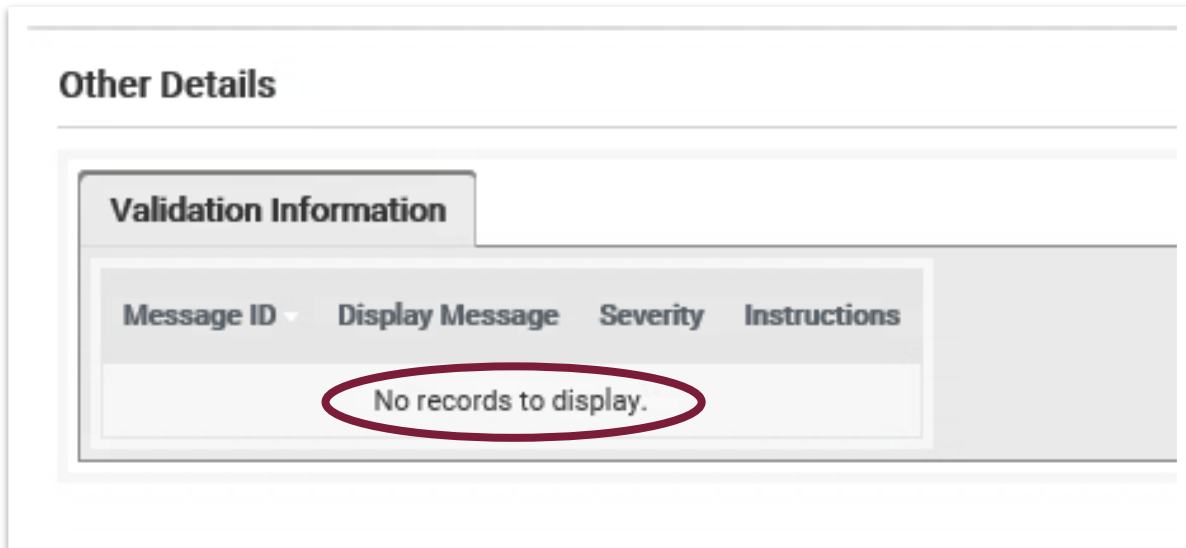 Other Details
Validation Information
Message ID Display Message Severity Instructions
No records to display.